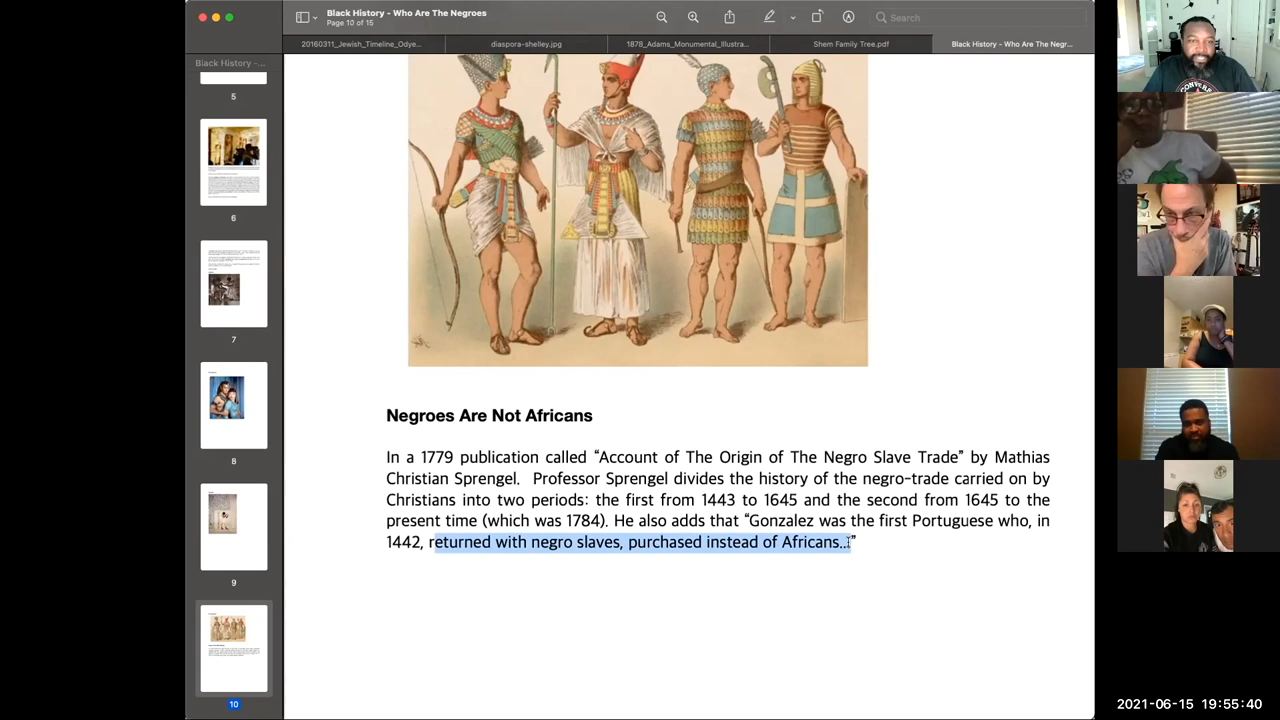 Black History - Who Are The Negroes
Page 10 of 15
Search
20160311_Jewish_Timeline_Odye...
diaspora-shelley.jpg
1878_Adams_Monumental_Illustra...
Shem Family Tree.pdf
Black History - Who Are The Negr...
Black History -...
5
6
7
8
9
10
Negroes Are Not Africans
In a 1779 publication called “Account of The Origin of The Negro Slave Trade” by Mathias
Christian Sprengel.  Professor Sprengel divides the history of the negro-trade carried on by
Christians into two periods: the first from 1443 to 1645 and the second from 1645 to the
present time (which was 1784). He also adds that “Gonzalez was the first Portuguese who, in
1442, returned with negro slaves, purchased instead of Africans...”
CONVERS
2021-06-15 19:55:40